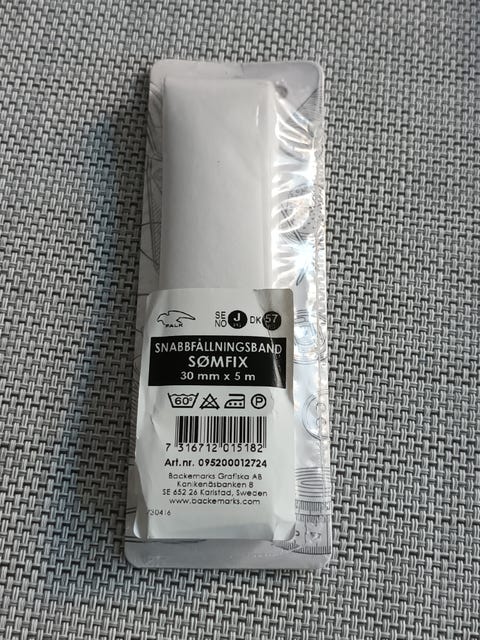 FALK
SE
NO
J
DK
57
SNABBFÅLLNINGSBAND
SØMFIX
30 mm x 5 m
60°
P
7 316712 015182
Art.nr. 095200012724
Backemarks Grafiska AB
Kanikenäsbanken 8
SE 652 26 Karlstad, Sweden
www.backemarks.com